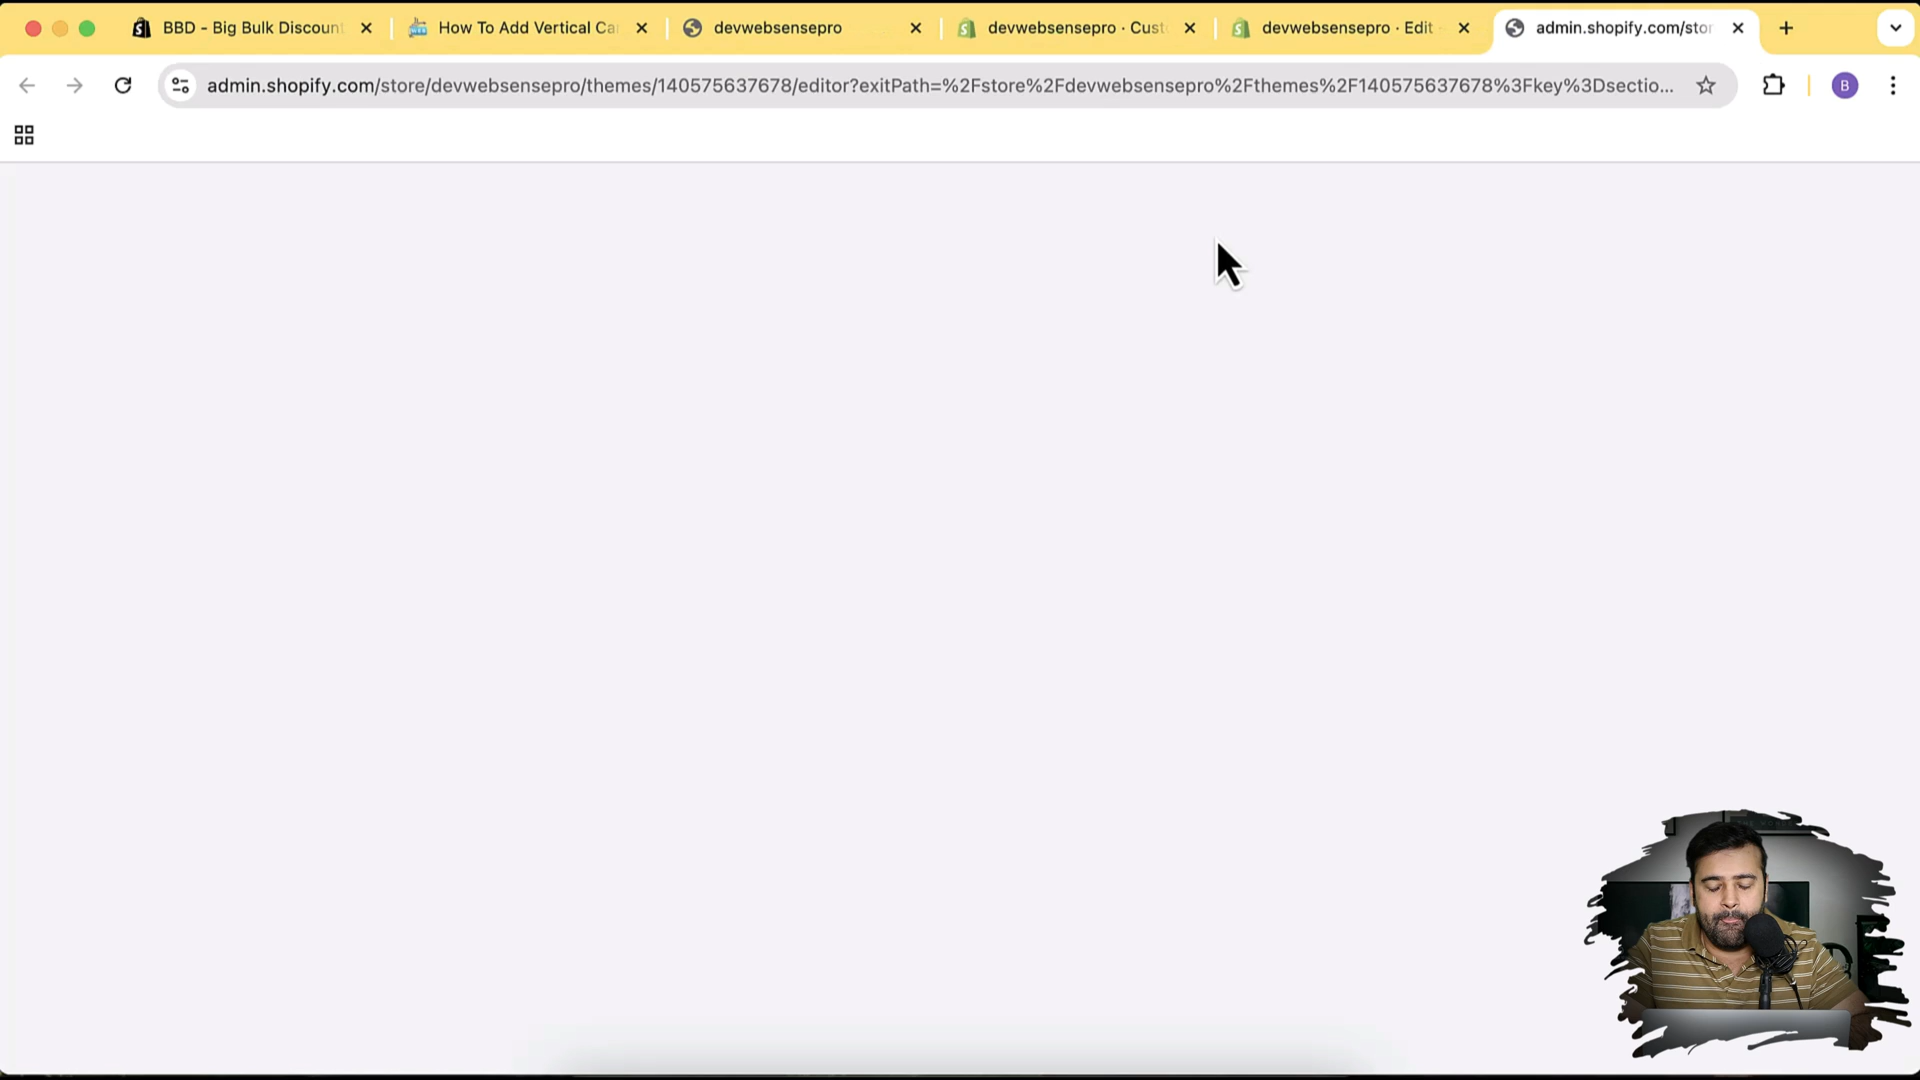 BBD - Big Bulk Discount
How To Add Vertical Ca
devwebsensepro
devwebsensepro · Cust
devwebsensepro · Edit
admin.shopify.com/stor
admin.shopify.com/store/devwebsensepro/themes/140575637678/editor?exitPath=%2Fstore%2Fdevwebsensepro%2Fthemes%2F140575637678%3Fkey%3Dsectio...
B